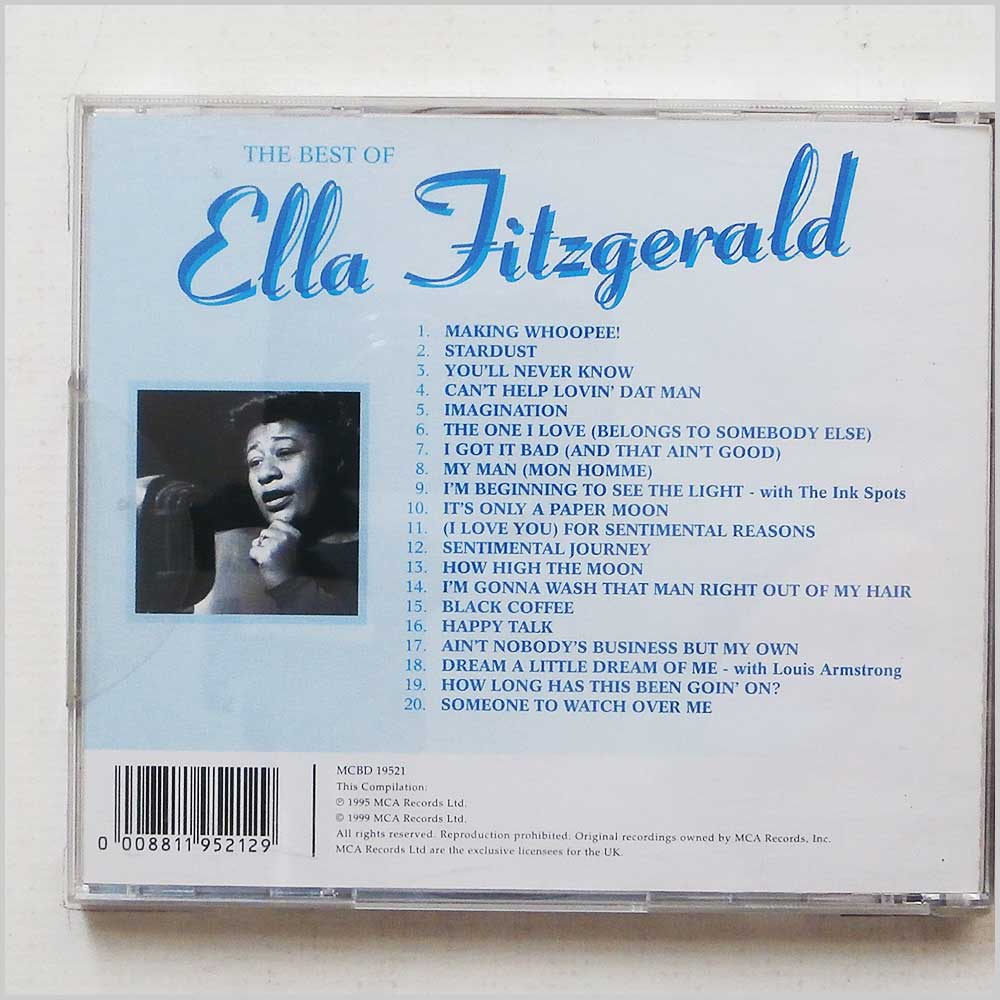 THE BEST OF
Ella Fitzgerald
1. MAKING WHOOPEE!
2. STARDUST
3. YOU'LL NEVER KNOW
4. CAN'T HELP LOVIN' DAT MAN
5. IMAGINATION
6. THE ONE I LOVE (BELONGS TO SOMEBODY ELSE)
7. I GOT IT BAD (AND THAT AIN'T GOOD)
8. MY MAN (MON HOMME)
9. I'M BEGINNING TO SEE THE LIGHT - with The Ink Spots
10. IT'S ONLY A PAPER MOON
11. (I LOVE YOU) FOR SENTIMENTAL REASONS
12. SENTIMENTAL JOURNEY
13. HOW HIGH THE MOON
14. I'M GONNA WASH THAT MAN RIGHT OUT OF MY HAIR
15. BLACK COFFEE
16. HAPPY TALK
17. AIN'T NOBODY'S BUSINESS BUT MY OWN
18. DREAM A LITTLE DREAM OF ME - with Louis Armstrong
19. HOW LONG HAS THIS BEEN GOIN' ON?
20. SOMEONE TO WATCH OVER ME
0 008811 952129
MCBD 19521
This Compilation:
℗ 1995 MCA Records Ltd.
© 1999 MCA Records Ltd.
All rights reserved. Reproduction prohibited. Original recordings owned by MCA Records, Inc.
MCA Records Ltd are the exclusive licensees for the UK.